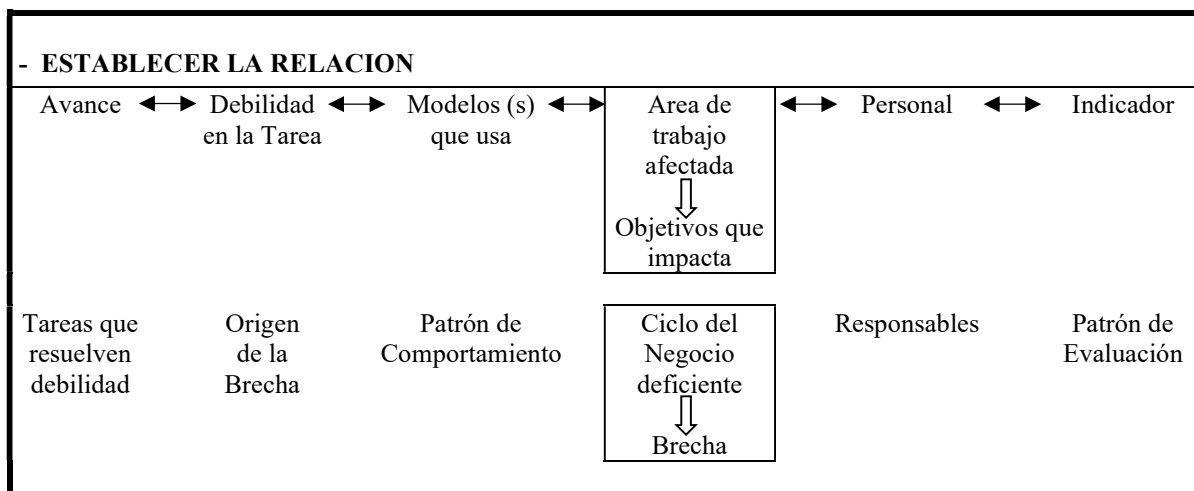 - ESTABLECER LA RELACION
Avance Debilidad Modelos (s) Area de Personal Indicador
en la Tarea que usa trabajo
afectada
Objetivos que
impacta
Tareas que Origen Patrón de Ciclo del Responsables Patrón de
resuelven de la Comportamiento Negocio Evaluación
debilidad Brecha deficiente
Brecha